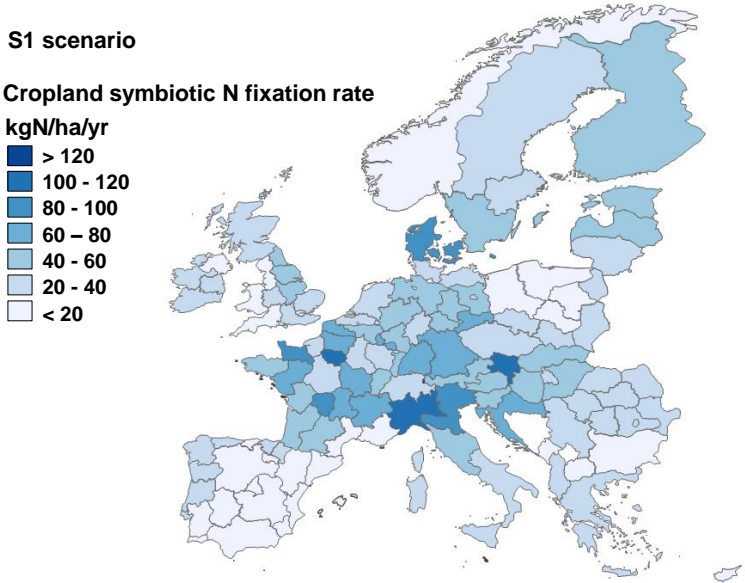 S1 scenario
Cropland symbiotic N fixation rate
kgN/ha/yr
> 120
100 - 120
80 - 100
60 – 80
40 - 60
20 - 40
< 20